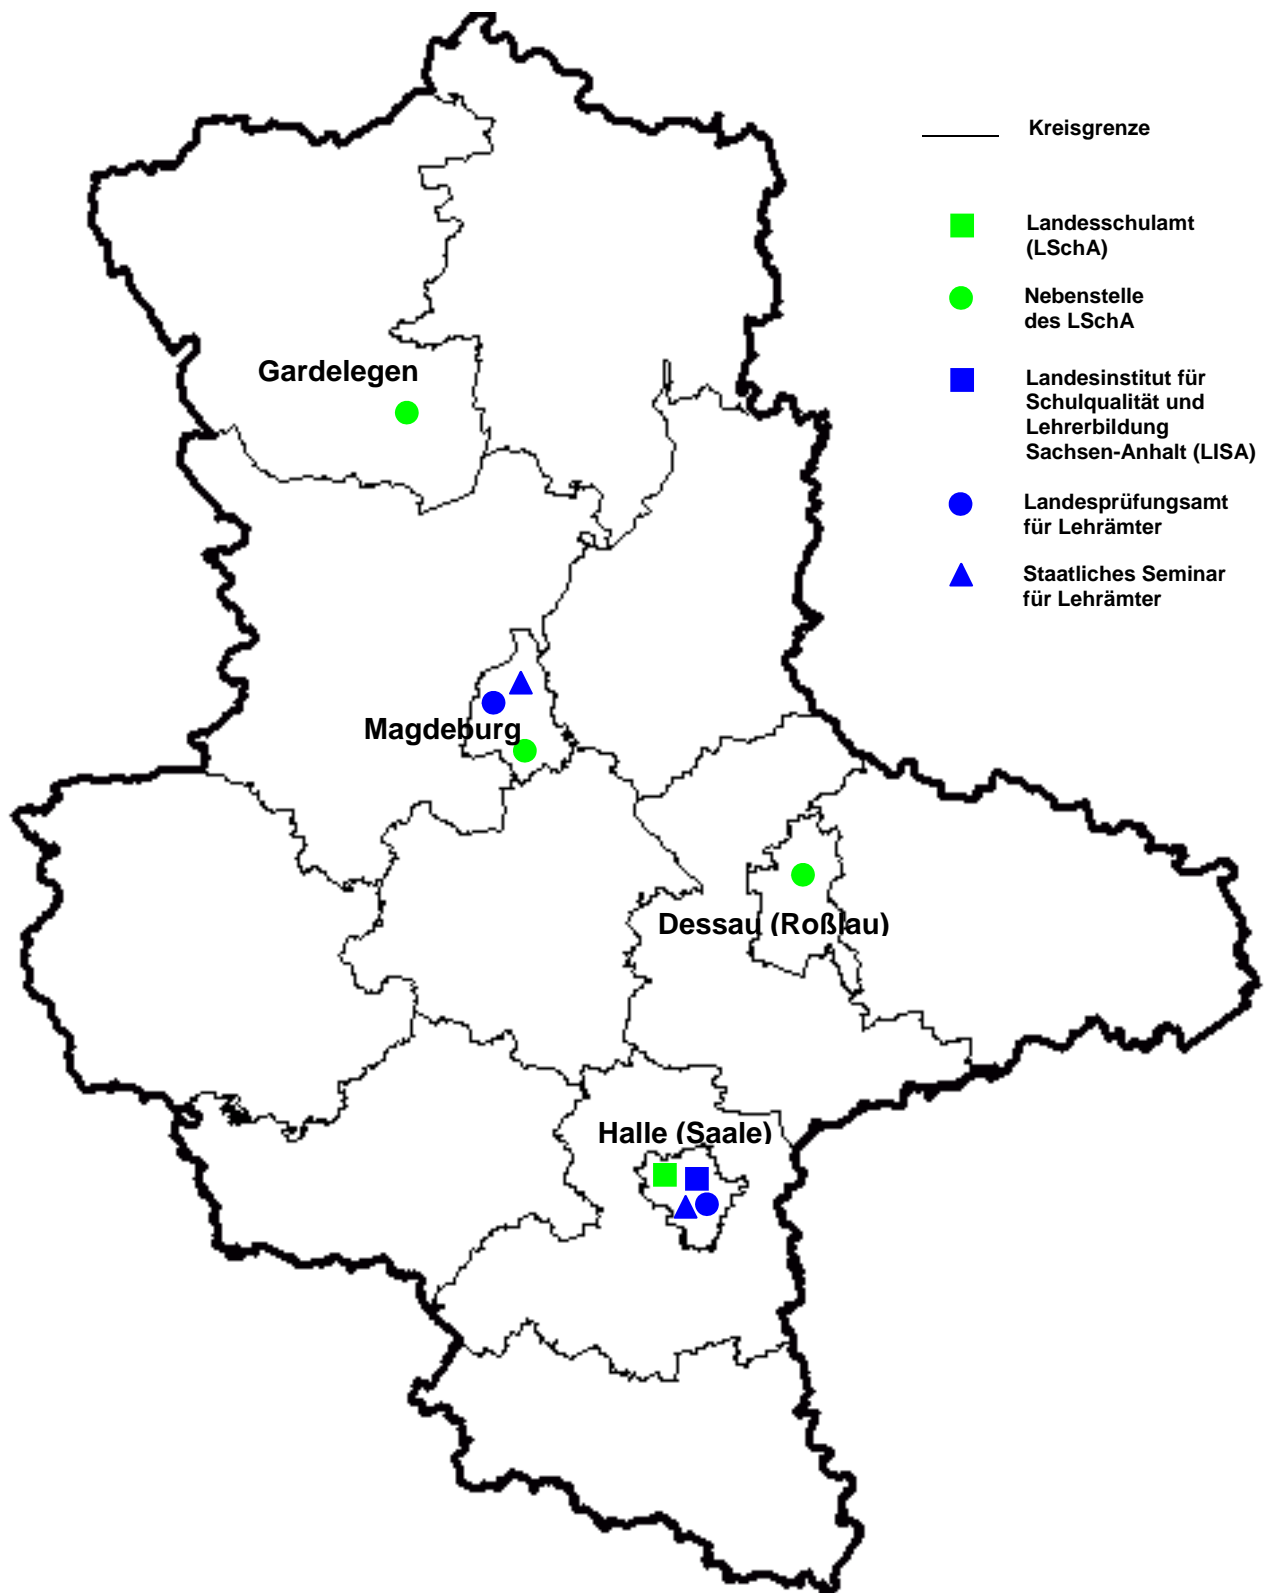 Kreisgrenze
Landesschulamt
(LSchA)
Nebenstelle
des LSchA
Landesinstitut für
Schulqualität und
Lehrerbildung
Sachsen-Anhalt (LISA)
Landesprüfungsamt
für Lehrämter
Staatliches Seminar
für Lehrämter
Gardelegen
Magdeburg
Dessau (Roßlau)
Halle (Saale)